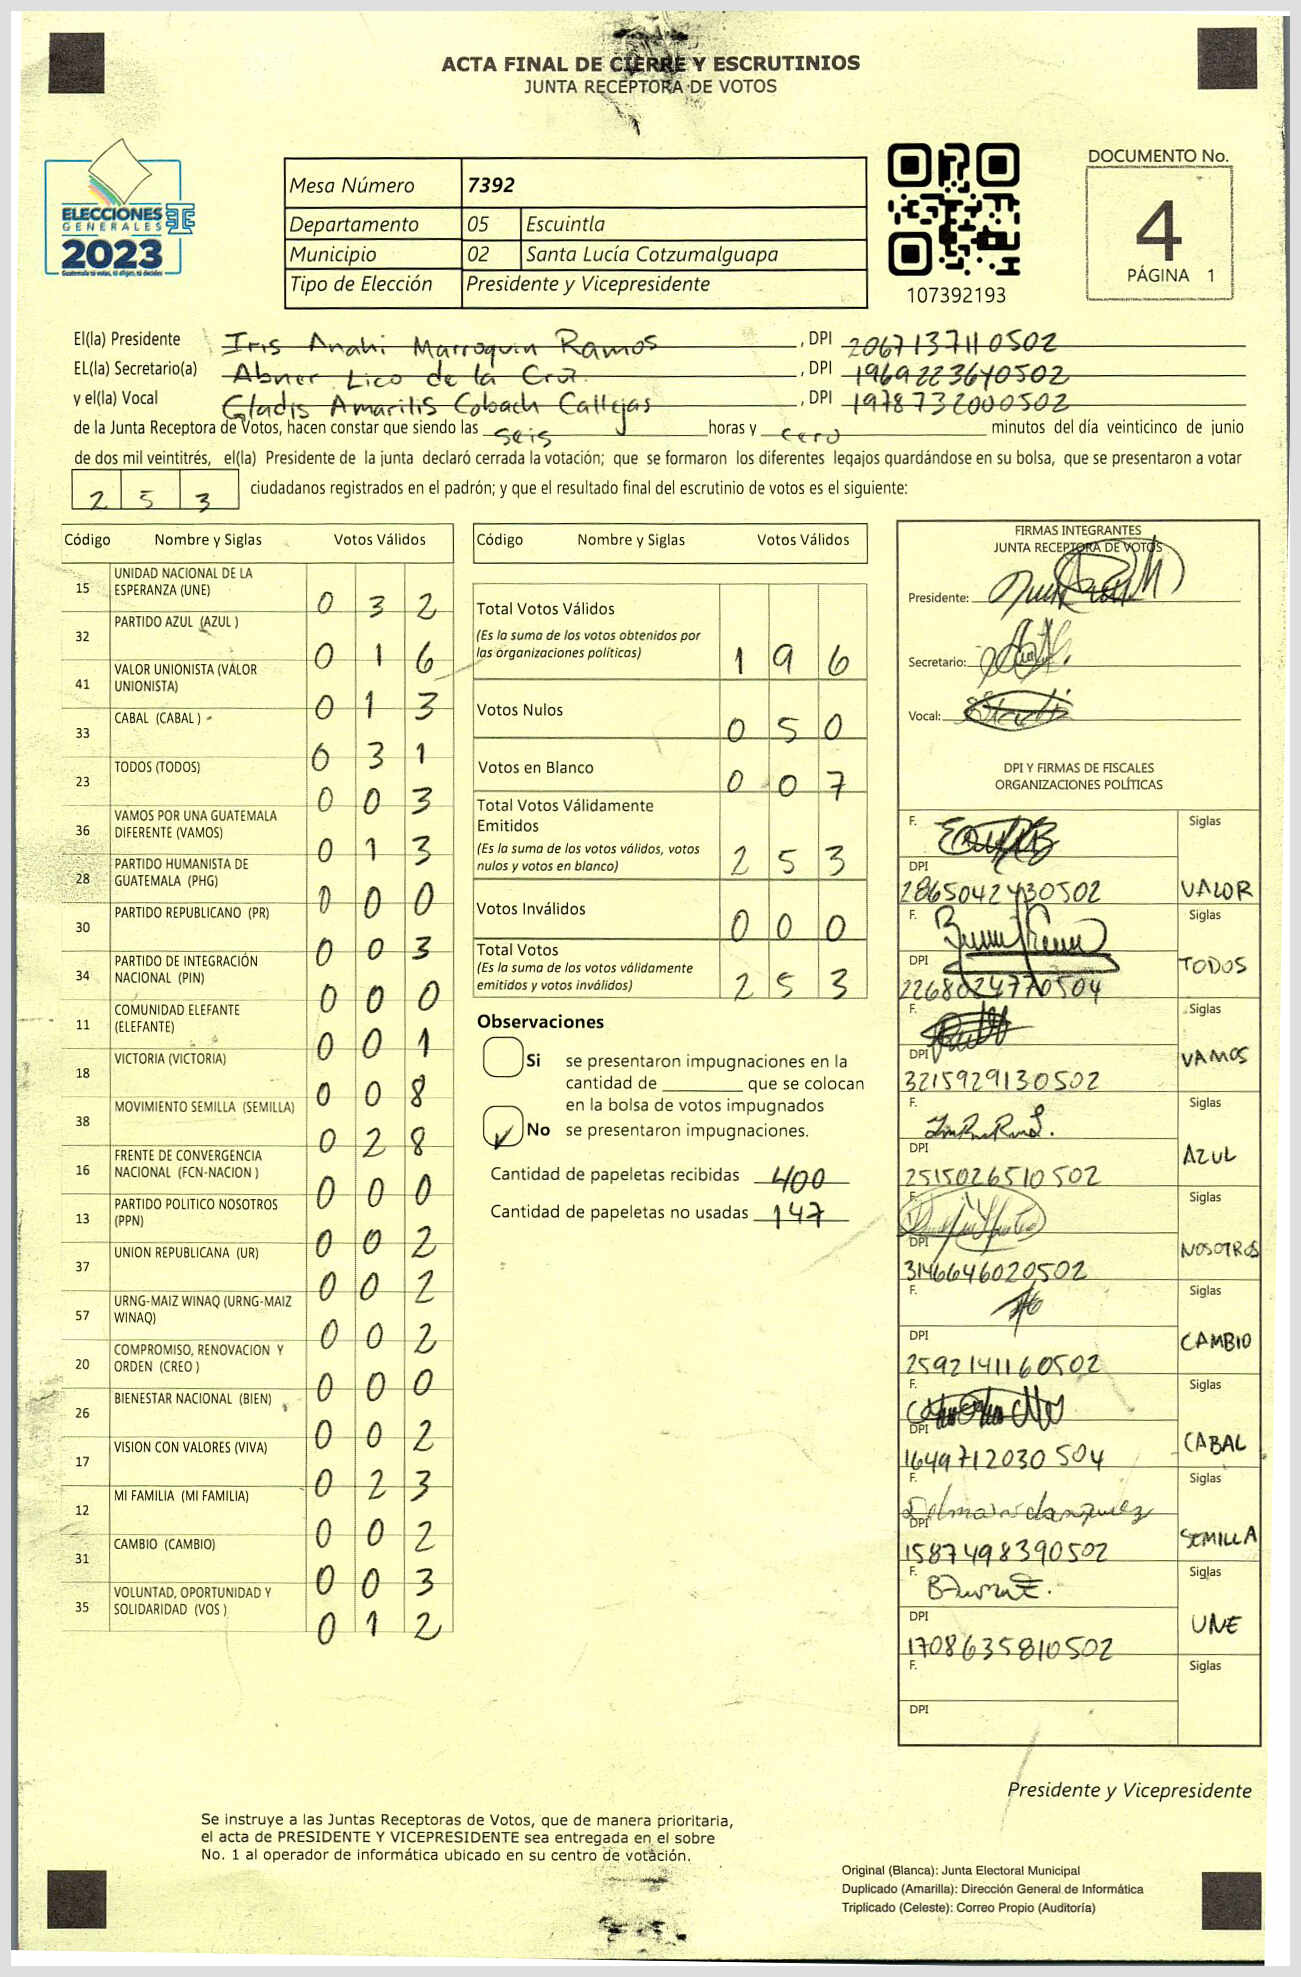 ACTA FINAL DE CIERRE Y ESCRUTINIOS
JUNTA RECEPTORA DE VOTOS
ELECCIONES
GENERALES
2023
Guatemala tú votas, tú eliges, tú decides
Mesa Número 7392
Departamento 05 Escuintla
Municipio 02 Santa Lucía Cotzumalguapa
Tipo de Elección Presidente y Vicepresidente
107392193
DOCUMENTO No.
4
PÁGINA 1
El(la) Presidente Iris Anahi Marroquin Ramos, DPI 2067137110502
EL(la) Secretario(a) Abner Lico de la Cruz, DPI 1969223640502
y el(la) Vocal Gladis Amarilis Cobach Callejas, DPI 1978732000502
de la Junta Receptora de Votos, hacen constar que siendo las seis horas y cero minutos del día veinticinco de junio
de dos mil veintitrés, el(la) Presidente de la junta declaró cerrada la votación; que se formaron los diferentes legajos guardándose en su bolsa, que se presentaron a votar
2 5 3 ciudadanos registrados en el padrón; y que el resultado final del escrutinio de votos es el siguiente:
Código Nombre y Siglas Votos Válidos
15 UNIDAD NACIONAL DE LA ESPERANZA (UNE) 0 3 2
32 PARTIDO AZUL (AZUL ) 0 1 6
41 VALOR UNIONISTA (VALOR UNIONISTA) 0 1 3
33 CABAL (CABAL ) 0 3 1
23 TODOS (TODOS) 0 0 3
36 VAMOS POR UNA GUATEMALA DIFERENTE (VAMOS) 0 1 3
28 PARTIDO HUMANISTA DE GUATEMALA (PHG) 0 0 0
30 PARTIDO REPUBLICANO (PR) 0 0 3
34 PARTIDO DE INTEGRACIÓN NACIONAL (PIN) 0 0 0
11 COMUNIDAD ELEFANTE (ELEFANTE) 0 0 1
18 VICTORIA (VICTORIA) 0 0 8
38 MOVIMIENTO SEMILLA (SEMILLA) 0 2 8
16 FRENTE DE CONVERGENCIA NACIONAL (FCN-NACION ) 0 0 0
13 PARTIDO POLITICO NOSOTROS (PPN) 0 0 2
37 UNION REPUBLICANA (UR) 0 0 2
57 URNG-MAIZ WINAQ (URNG-MAIZ WINAQ) 0 0 2
20 COMPROMISO, RENOVACION Y ORDEN (CREO ) 0 0 0
26 BIENESTAR NACIONAL (BIEN) 0 0 2
17 VISION CON VALORES (VIVA) 0 2 3
12 MI FAMILIA (MI FAMILIA) 0 0 2
31 CAMBIO (CAMBIO) 0 0 3
35 VOLUNTAD, OPORTUNIDAD Y SOLIDARIDAD (VOS ) 0 1 2
Código Nombre y Siglas Votos Válidos
Total Votos Válidos
(Es la suma de los votos obtenidos por
las organizaciones políticas) 1 9 6
Votos Nulos 0 5 0
Votos en Blanco 0 0 7
Total Votos Válidamente
Emitidos
(Es la suma de los votos válidos, votos
nulos y votos en blanco) 2 5 3
Votos Inválidos 0 0 0
Total Votos
(Es la suma de los votos válidamente
emitidos y votos inválidos) 2 5 3
Observaciones
Si se presentaron impugnaciones en la
cantidad de ________ que se colocan
en la bolsa de votos impugnados
No se presentaron impugnaciones.
Cantidad de papeletas recibidas 400
Cantidad de papeletas no usadas 147
FIRMAS INTEGRANTES
JUNTA RECEPTORA DE VOTOS
Presidente:
Secretario:
Vocal:
DPI Y FIRMAS DE FISCALES
ORGANIZACIONES POLÍTICAS
F. Siglas
DPI
2865042430502 VALOR
F. Siglas
DPI
2268024770504 TODOS
F. Siglas
DPI
3215929130502 VAMOS
F. Siglas
DPI
2515026510502 AZUL
F. Siglas
DPI
3146646020502 NOSOTROS
F. Siglas
DPI
2592141160502 CAMBIO
F. Siglas
DPI
1649712030504 CABAL
F. Siglas
DPI
1587498390502 SEMILLA
F. Siglas
DPI
1708635810502 UNE
F. Siglas
DPI
Presidente y Vicepresidente
Se instruye a las Juntas Receptoras de Votos, que de manera prioritaria,
el acta de PRESIDENTE Y VICEPRESIDENTE sea entregada en el sobre
No. 1 al operador de informática ubicado en su centro de votación.
Original (Blanca): Junta Electoral Municipal
Duplicado (Amarilla): Dirección General de Informática
Triplicado (Celeste): Correo Propio (Auditoría)